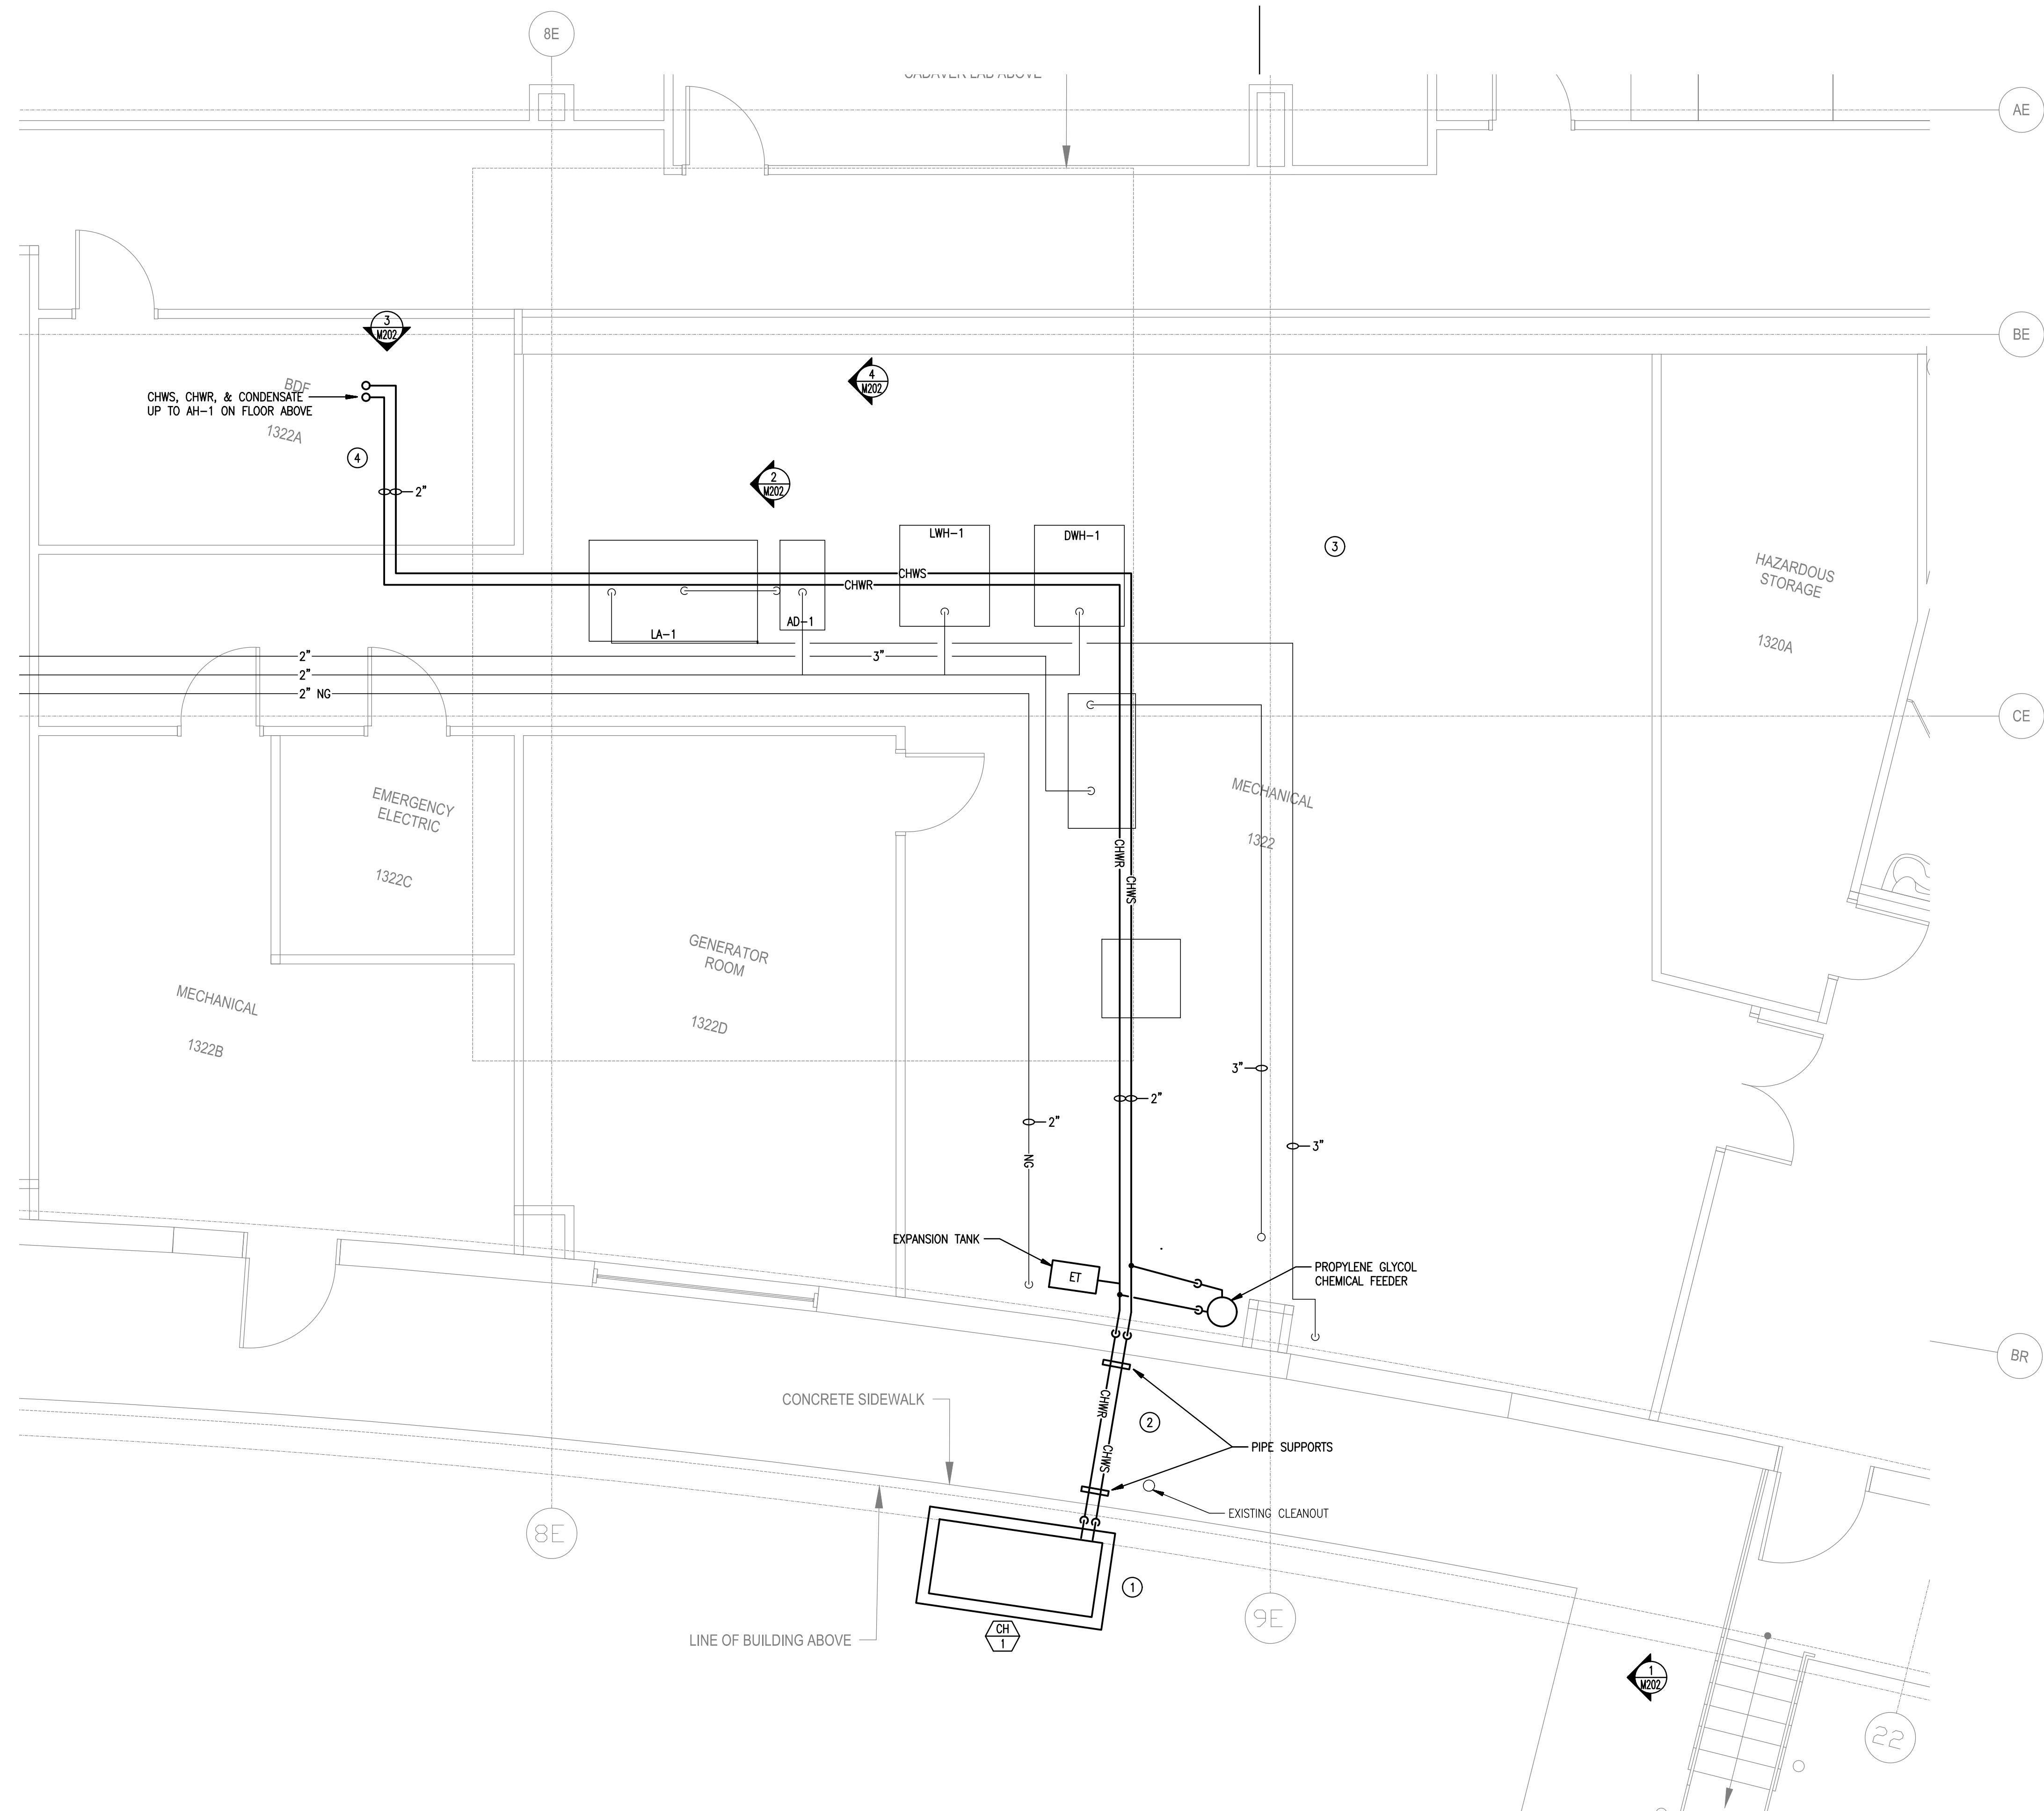 8E
CADAVER LAB ABOVE
AE
3
M202
BE
BDF
CHWS, CHWR, & CONDENSATE
UP TO AH-1 ON FLOOR ABOVE
1322A
4
M202
4
2
M202
2"
LWH-1
DWH-1
3
HAZARDOUS
STORAGE
1320A
CHWS
CHWR
AD-1
LA-1
2"
3"
2"
2" NG
CE
EMERGENCY
ELECTRIC
1322C
MECHANICAL
1322
CHWR
CHWS
GENERATOR
ROOM
1322D
MECHANICAL
1322B
3"
2"
2"
3"
NG
EXPANSION TANK
ET
PROPYLENE GLYCOL
CHEMICAL FEEDER
BR
CONCRETE SIDEWALK
CHWR
2
CHWS
PIPE SUPPORTS
EXISTING CLEANOUT
8E
1
9E
CH
1
LINE OF BUILDING ABOVE
1
M202
22